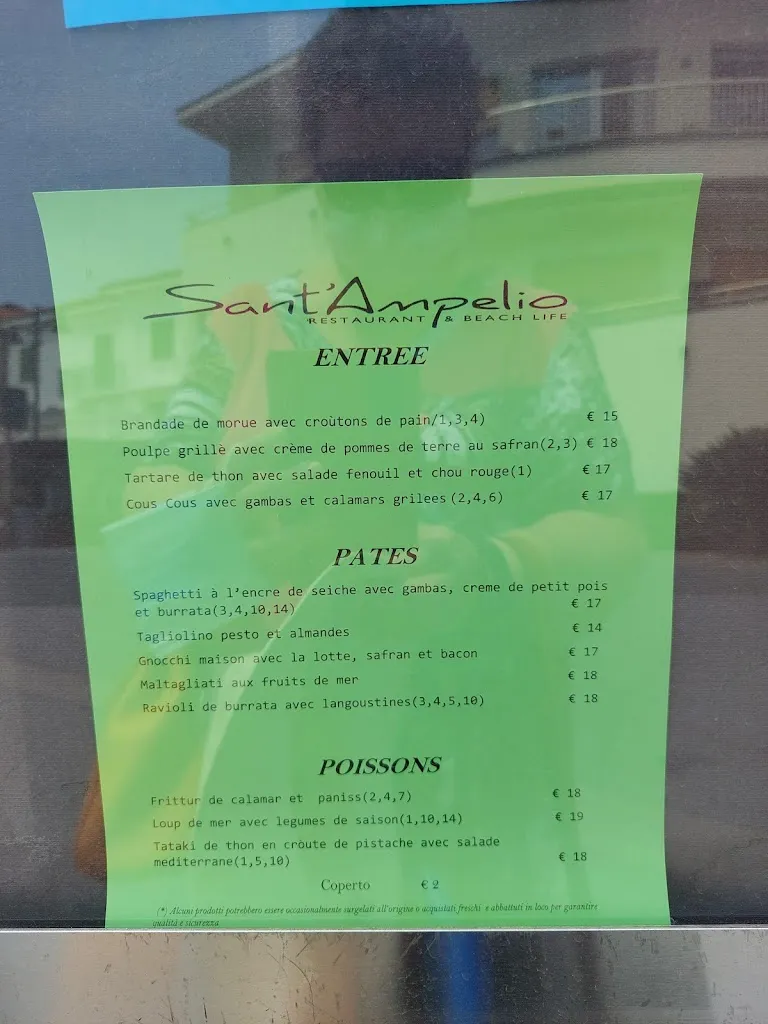 Sant'Ampelio
RESTAURANT & BEACH LIFE
ENTREE
Brandade de morue avec croùtons de pain/1,3,4) € 15
Poulpe grillè avec crème de pommes de terre au safran(2,3) € 18
Tartare de thon avec salade fenouil et chou rouge(1) € 17
Cous Cous avec gambas et calamars grilees (2,4,6) € 17
PATES
Spaghetti à l'encre de seiche avec gambas, creme de petit pois
et burrata(3,4,10,14) € 17
Tagliolino pesto et almandes € 14
Gnocchi maison avec la lotte, safran et bacon € 17
Maltagliati aux fruits de mer € 18
Ravioli de burrata avec langoustines(3,4,5,10) € 18
POISSONS
Frittur de calamar et paniss(2,4,7) € 18
Loup de mer avec legumes de saison(1,10,14) € 19
Tataki de thon en cròute de pistache avec salade
mediterrane(1,5,10) € 18
Coperto € 2
(*) Alcuni prodotti potrebbero essere occasionalmente surgelati all'origine o acquistati freschi e abbattuti in loco per garantire
qualità e sicurezza